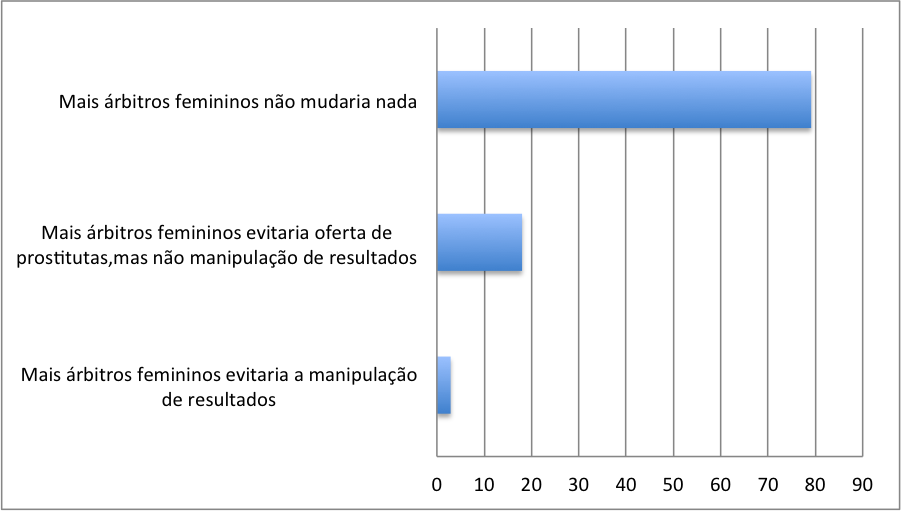 Mais árbitros femininos não mudaria nada
Mais árbitros femininos evitaria oferta de
prostitutas,mas não manipulação de resultados
Mais árbitros femininos evitaria a manipulação
de resultados
0 10 20 30 40 50 60 70 80 90